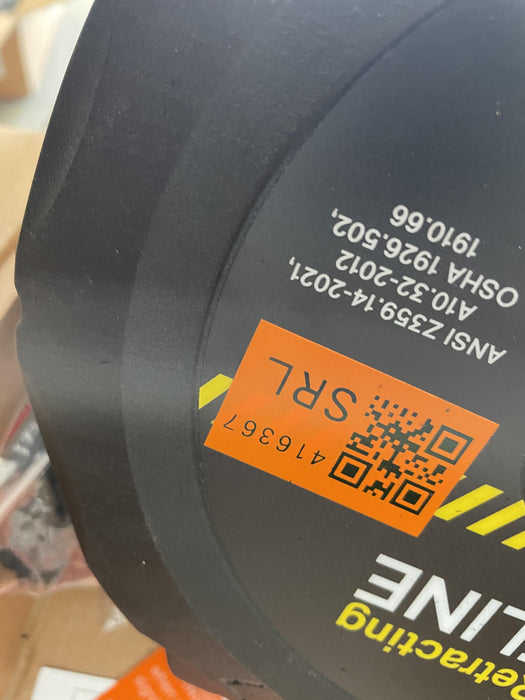 etracting
LINE
416367
SRL
ANSI Z359.14-2021,
A10.32-2012
OSHA 1926.502,
1910.66